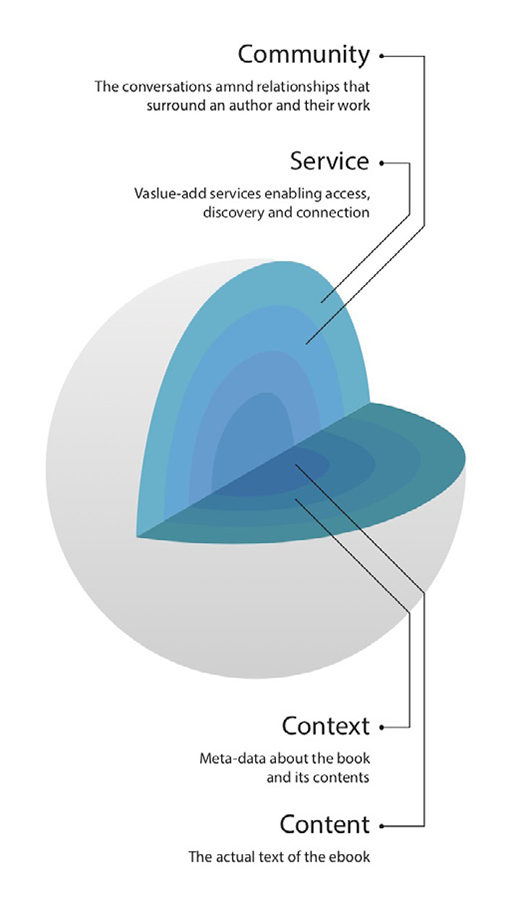 Community
The conversations amnd relationships that
surround an author and their work
Service
Vaslue-add services enabling access,
discovery and connection
Context
Meta-data about the book
and its contents
Content
The actual text of the ebook